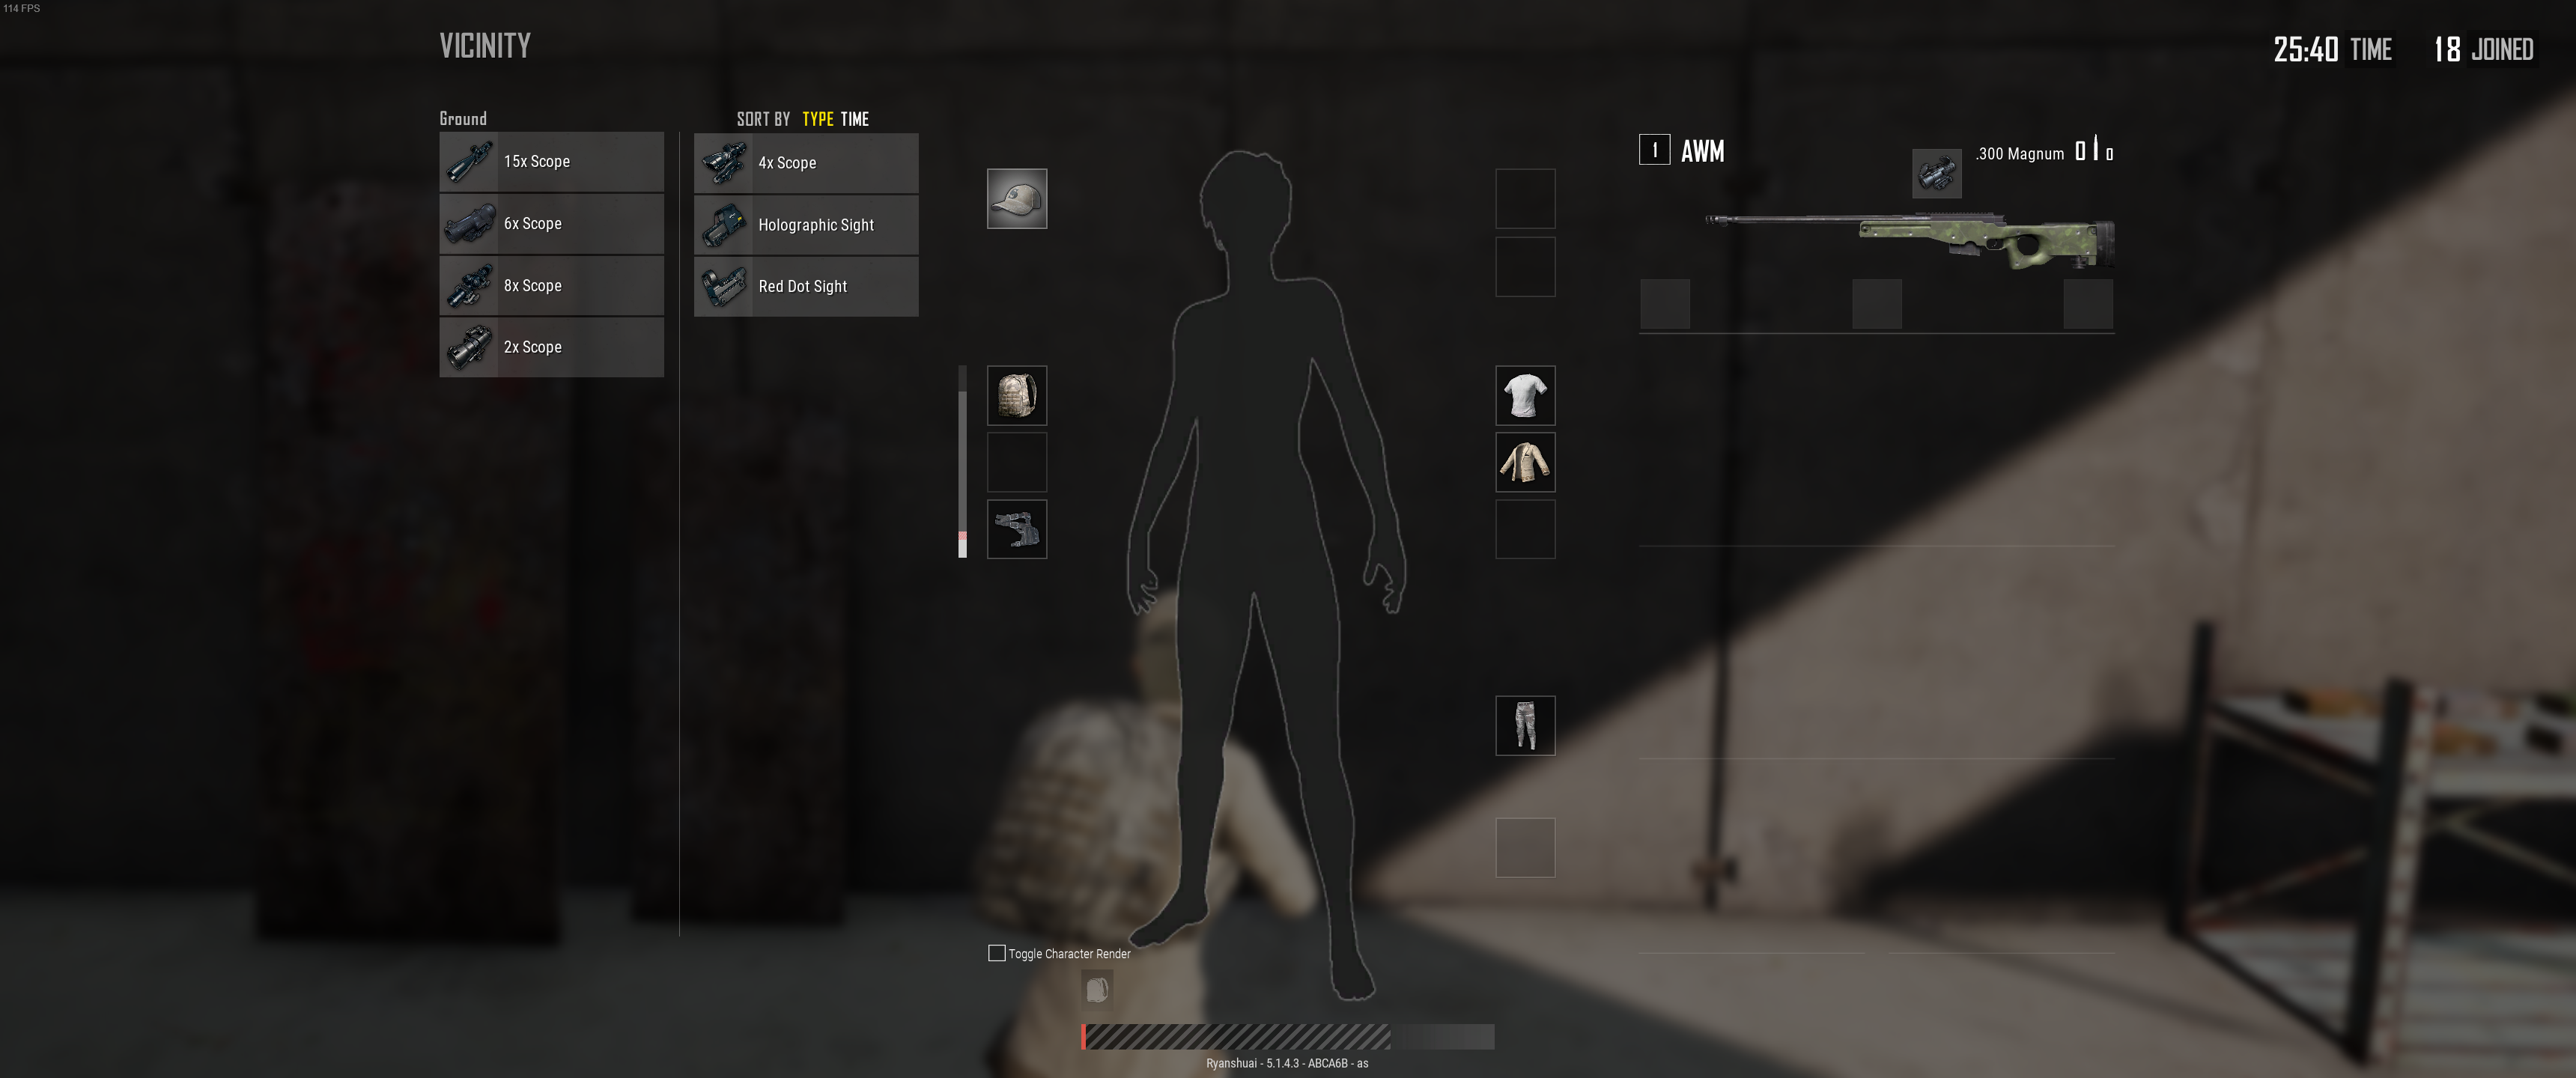 114 FPS
VICINITY
25:40 TIME 18 JOINED
Ground
SORT BY TYPE TIME
15x Scope
6x Scope
8x Scope
2x Scope
4x Scope
Holographic Sight
Red Dot Sight
1 AWM
.300 Magnum 0 0
Toggle Character Render
Ryanshuai - 5.1.4.3 - ABCA6B - as